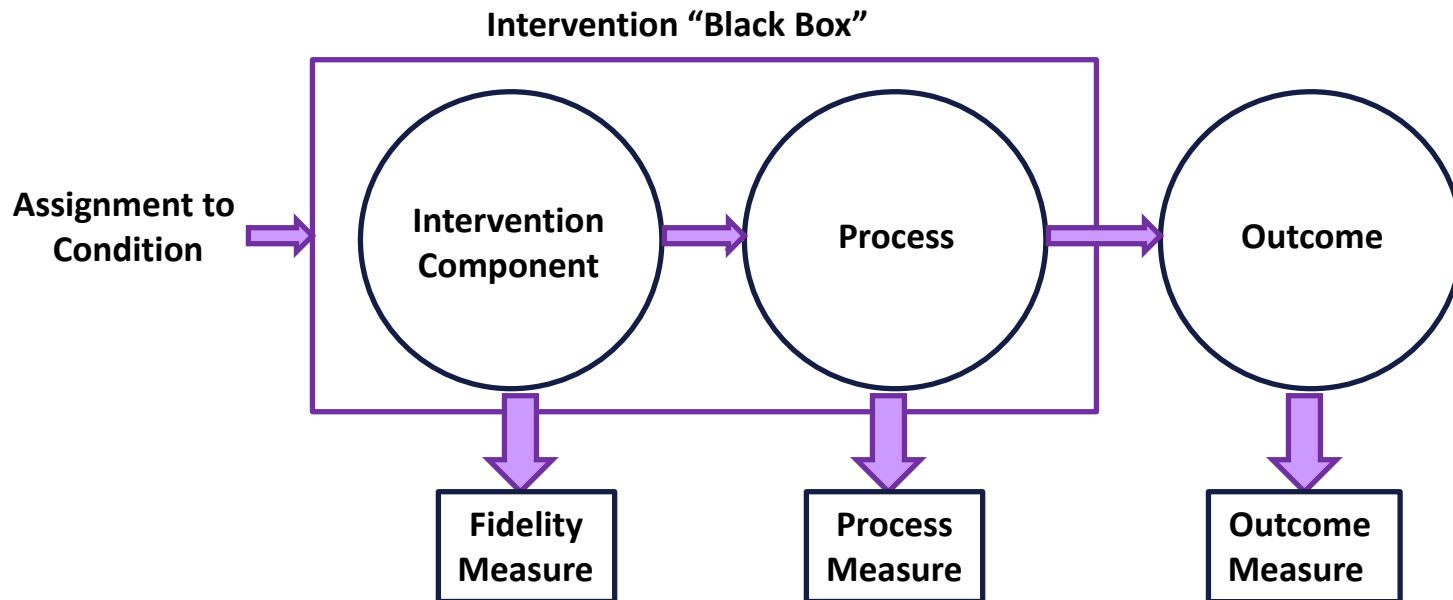 Intervention “Black Box”
Assignment to
Condition
Intervention
Component
Process
Outcome
Fidelity
Measure
Process
Measure
Outcome
Measure